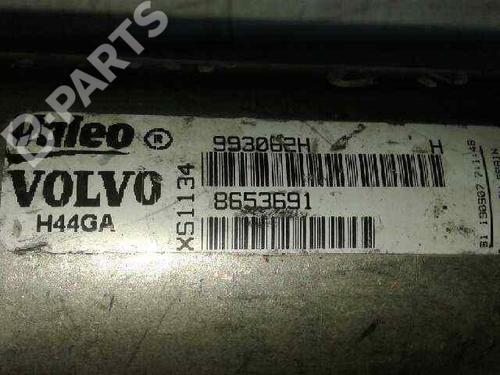 B-PARTS
Valeo ®
993062H H
VOLVO
8653691
H44GA
XS1134